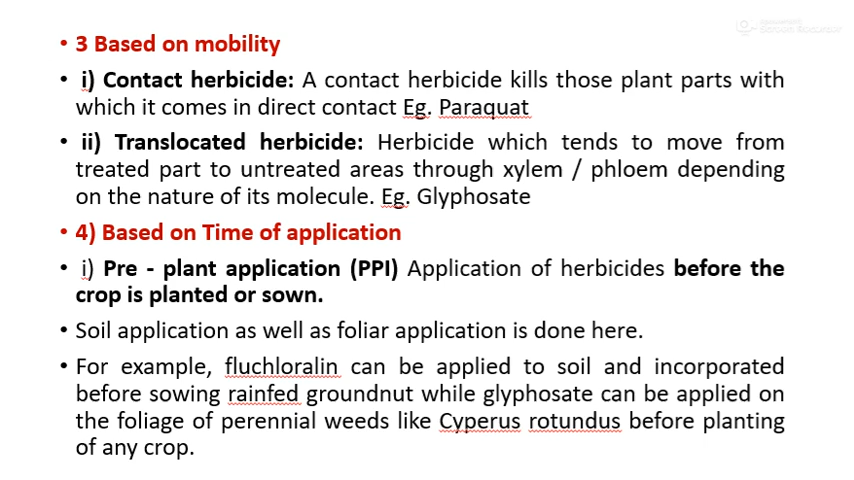 • 3 Based on mobility
• i) Contact herbicide: A contact herbicide kills those plant parts with
which it comes in direct contact Eg. Paraquat
• ii) Translocated herbicide: Herbicide which tends to move from
treated part to untreated areas through xylem / phloem depending
on the nature of its molecule. Eg. Glyphosate
• 4) Based on Time of application
• i) Pre - plant application (PPI) Application of herbicides before the
crop is planted or sown.
• Soil application as well as foliar application is done here.
• For example, fluchloralin can be applied to soil and incorporated
before sowing rainfed groundnut while glyphosate can be applied on
the foliage of perennial weeds like Cyperus rotundus before planting
of any crop.